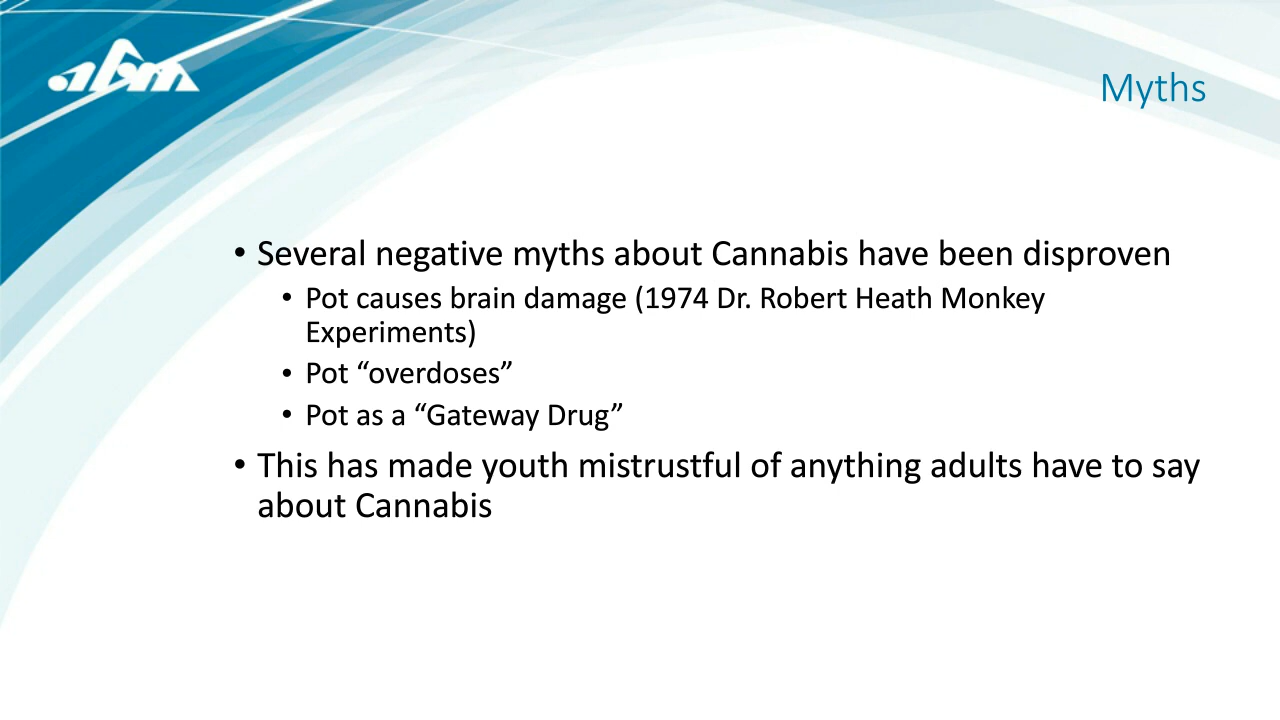 abm
Myths
• Several negative myths about Cannabis have been disproven
• Pot causes brain damage (1974 Dr. Robert Heath Monkey
Experiments)
• Pot “overdoses”
• Pot as a “Gateway Drug”
• This has made youth mistrustful of anything adults have to say
about Cannabis